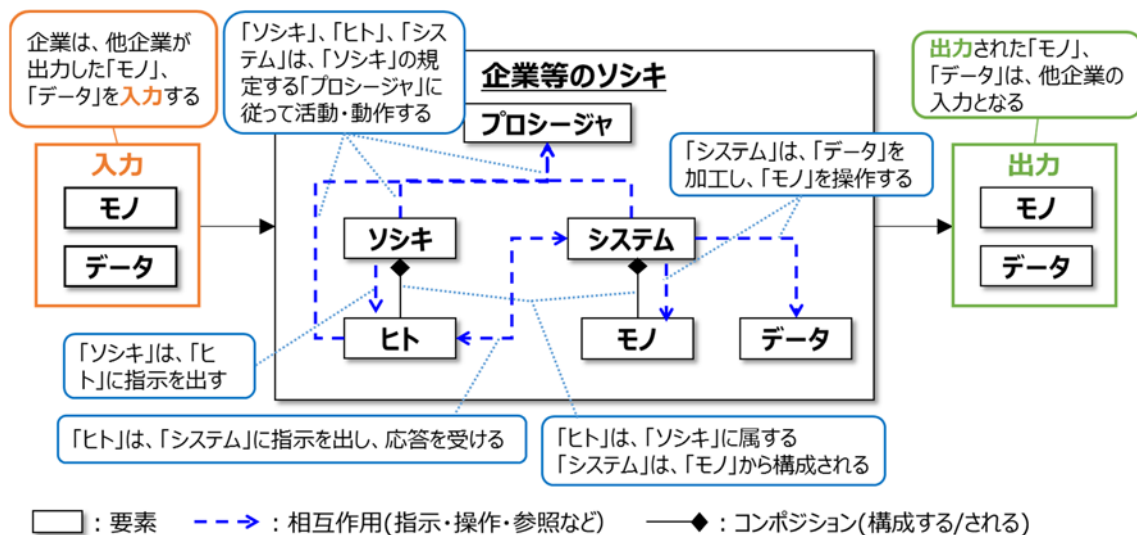 企業は、他企業が
出力した「モノ」、
「データ」を入力する
「ソシキ」、「ヒト」、「シス
テム」は、「ソシキ」の規
定する「プロシージャ」に
従って活動・動作する
企業等のソシキ
出力された「モノ」、
「データ」は、他企業の
入力となる
プロシージャ
「システム」は、「データ」を
加工し、「モノ」を操作する
入力
モノ
データ
ソシキ
システム
ヒト
モノ
データ
出力
モノ
データ
「ソシキ」は、「ヒ
ト」に指示を出す
「ヒト」は、「システム」に指示を出し、応答を受ける
「ヒト」は、「ソシキ」に属する
「システム」は、「モノ」から構成される
：要素
：相互作用(指示・操作・参照など)
：コンポジション(構成する/される)